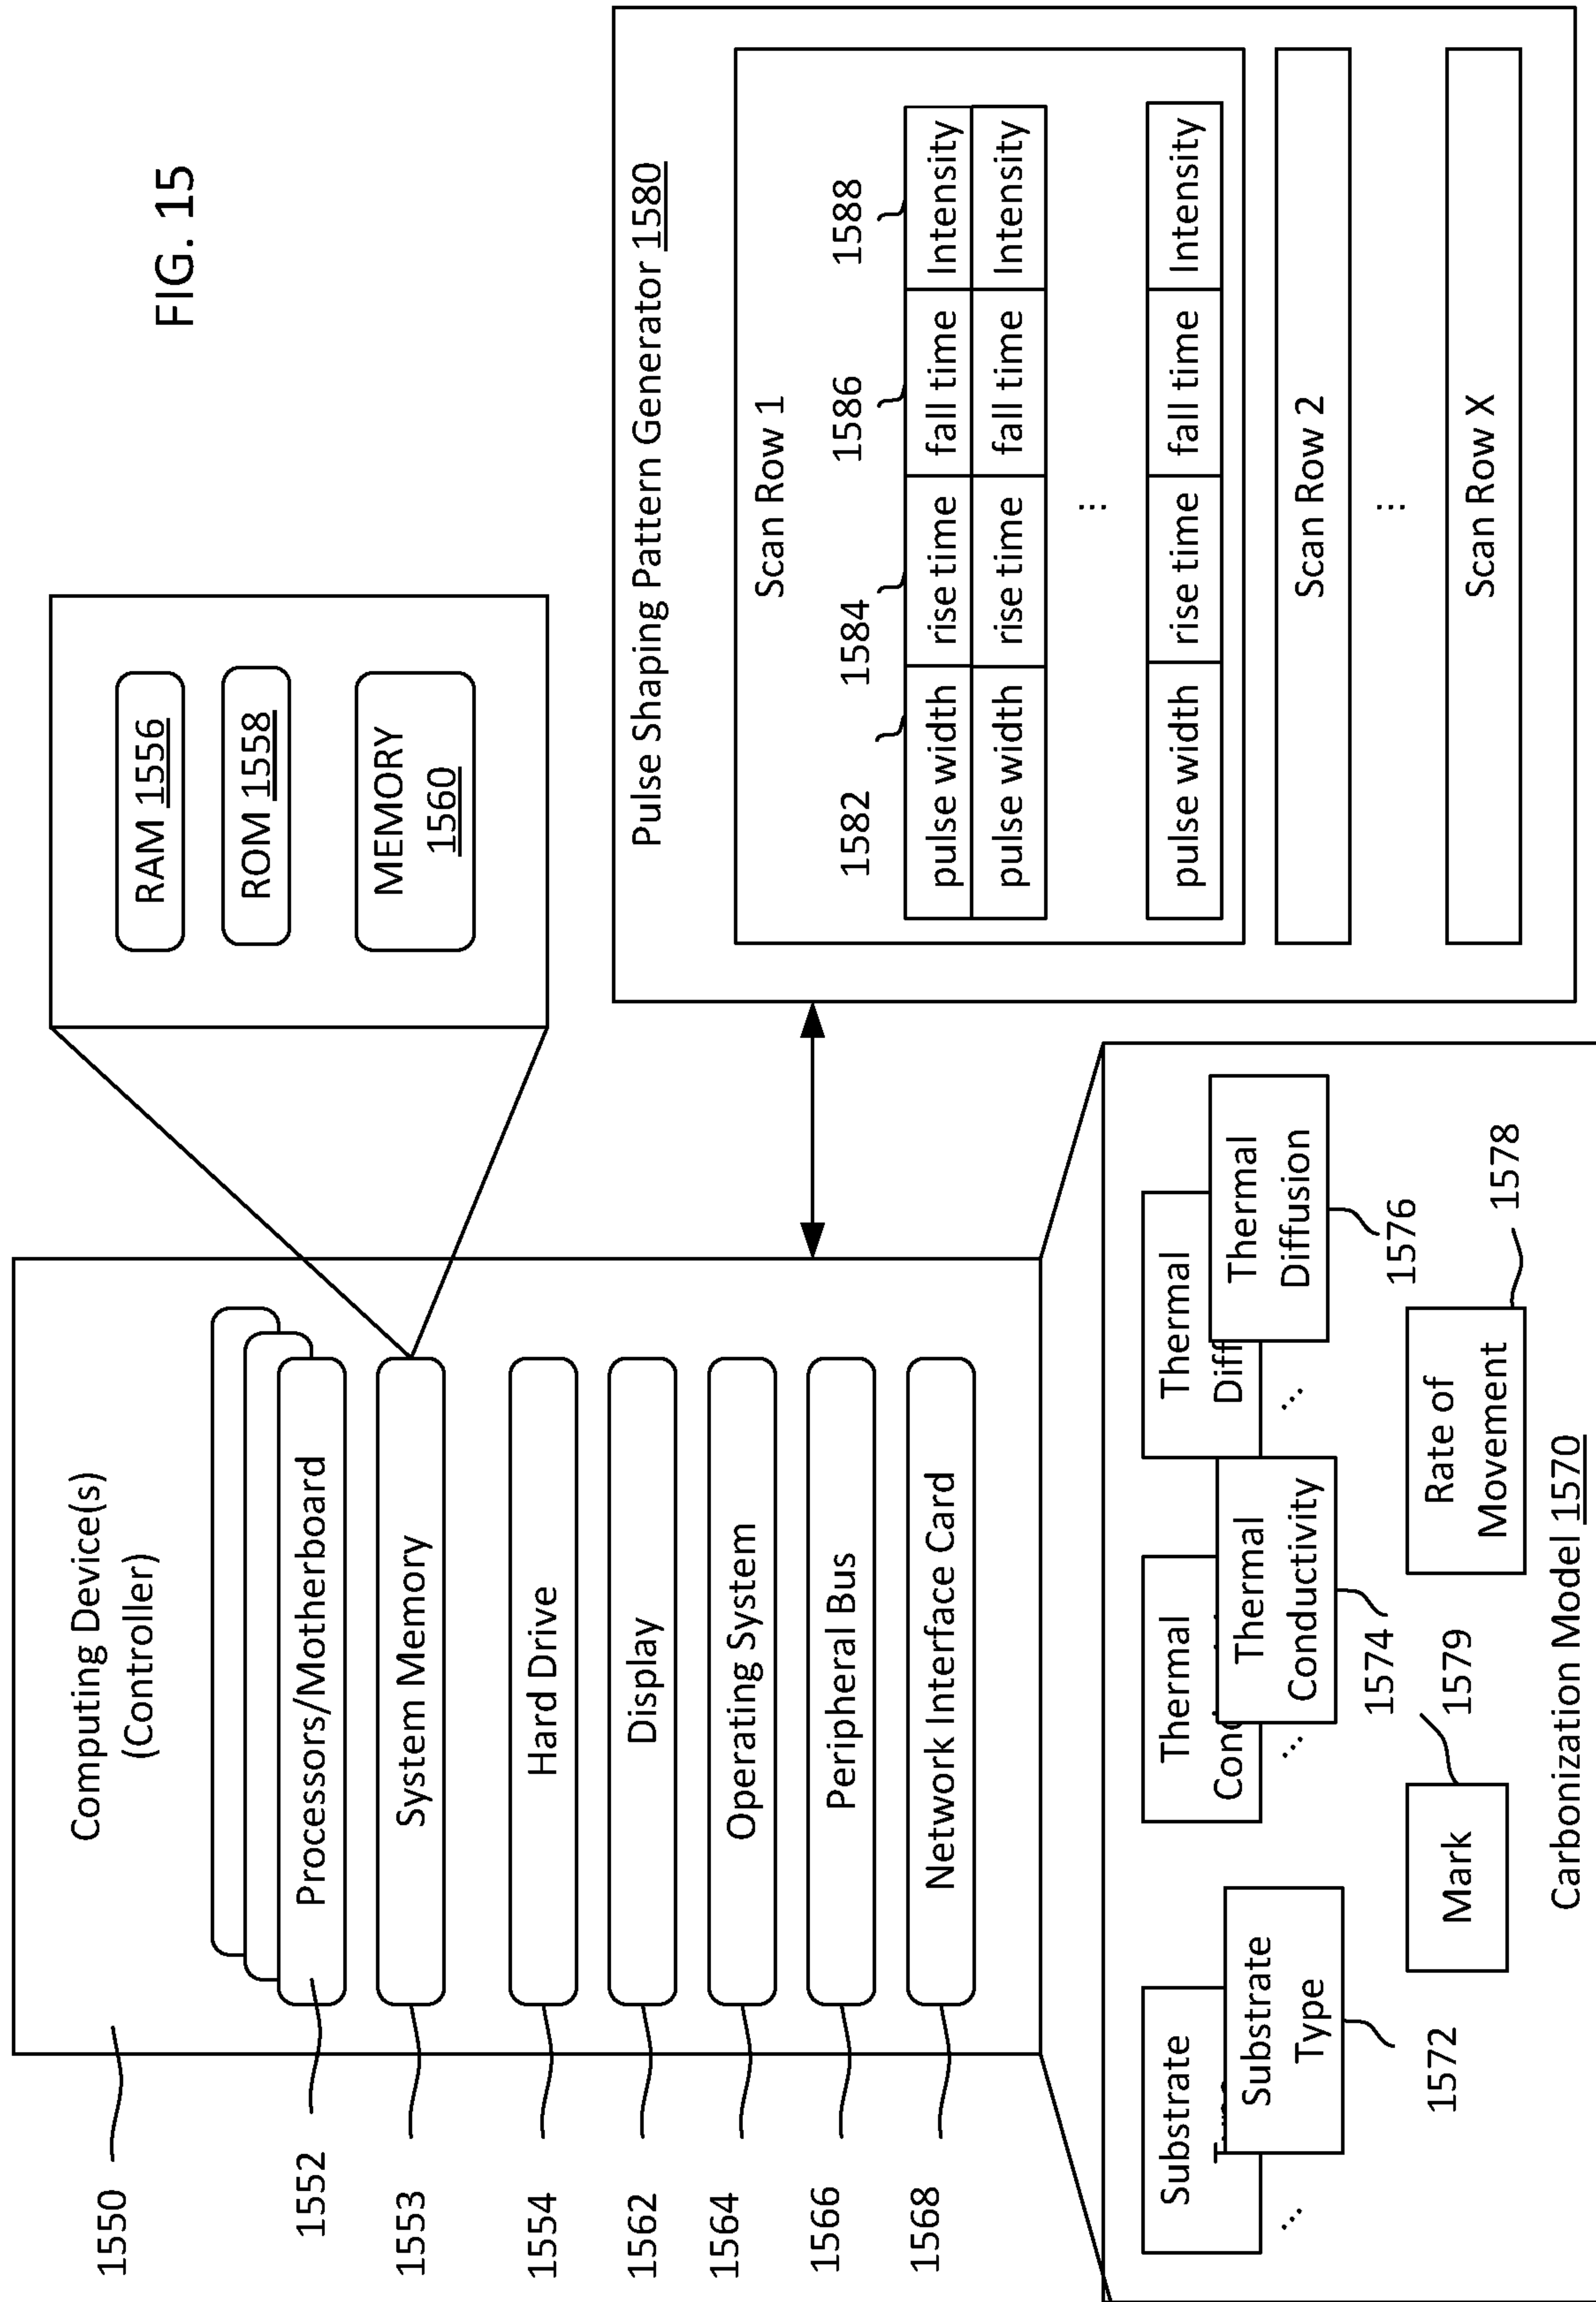 FIG. 15
Computing Device(s)
(Controller)
1550
Processors/Motherboard
1552
System Memory
1553
Hard Drive
1554
Display
1562
Operating System
1564
Peripheral Bus
1566
Network Interface Card
1568
RAM 1556
ROM 1558
MEMORY
1560
Pulse Shaping Pattern Generator 1580
Scan Row 1
1582
1584
1586
1588
pulse width rise time fall time Intensity
pulse width rise time fall time Intensity
...
pulse width rise time fall time Intensity
Scan Row 2
...
Scan Row X
Substrate
...
Substrate
Type
1572
Thermal
Cond
...
Thermal
Conductivity
1574
Thermal
Diff
...
Thermal
Diffusion
1576
Mark
1579
Rate of
Movement
1578
Carbonization Model 1570